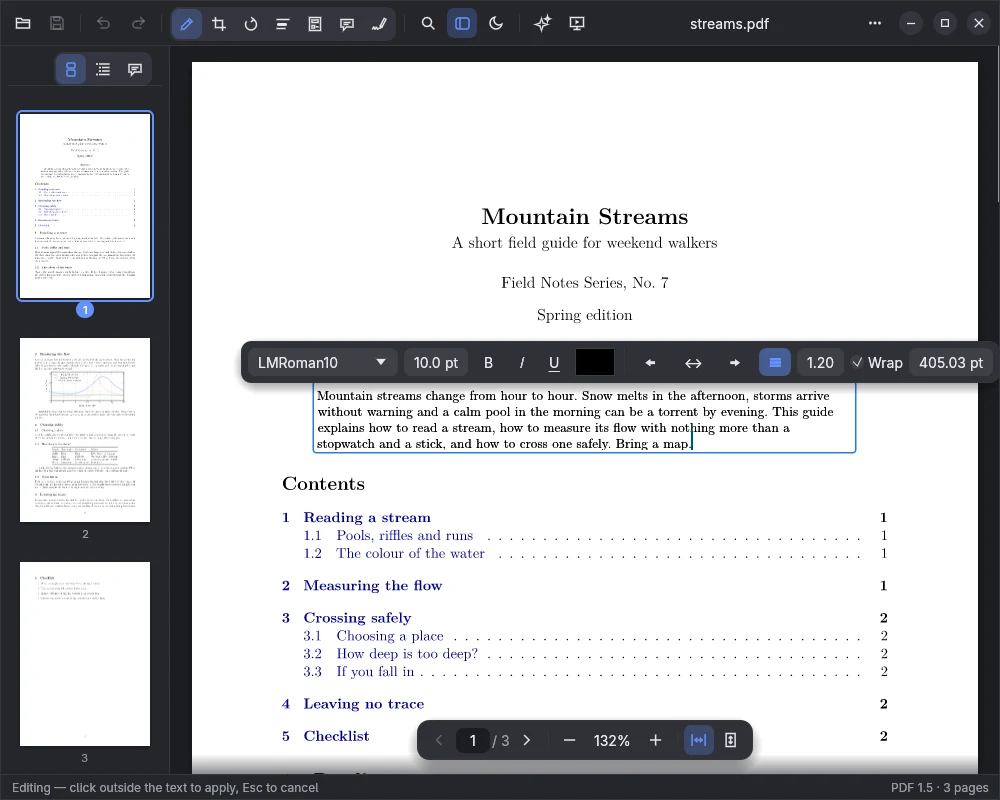 streams.pdf
Mountain Streams
A short field guide for weekend walkers
Field Notes Series, No. 7
Spring edition
LMRoman10 10.0 pt B I U 1.20 Wrap 405.03 pt
Mountain streams change from hour to hour. Snow melts in the afternoon, storms arrive
without warning and a calm pool in the morning can be a torrent by evening. This guide
explains how to read a stream, how to measure its flow with nothing more than a
stopwatch and a stick, and how to cross one safely. Bring a map.
Contents
1 Reading a stream 1
1.1 Pools, riffles and runs . . . . . . . . . . . . . . . . . . . . . . . . . . . . . 1
1.2 The colour of the water . . . . . . . . . . . . . . . . . . . . . . . . . . . . 1
2 Measuring the flow 1
3 Crossing safely 2
3.1 Choosing a place . . . . . . . . . . . . . . . . . . . . . . . . . . . . . . . 2
3.2 How deep is too deep? . . . . . . . . . . . . . . . . . . . . . . . . . . . . . 2
3.3 If you fall in . . . . . . . . . . . . . . . . . . . . . . . . . . . . . . . . . 2
4 Leaving no trace 2
5 Checklist 2
1 / 3 132%
1
2
3
Editing — click outside the text to apply, Esc to cancel
PDF 1.5 · 3 pages